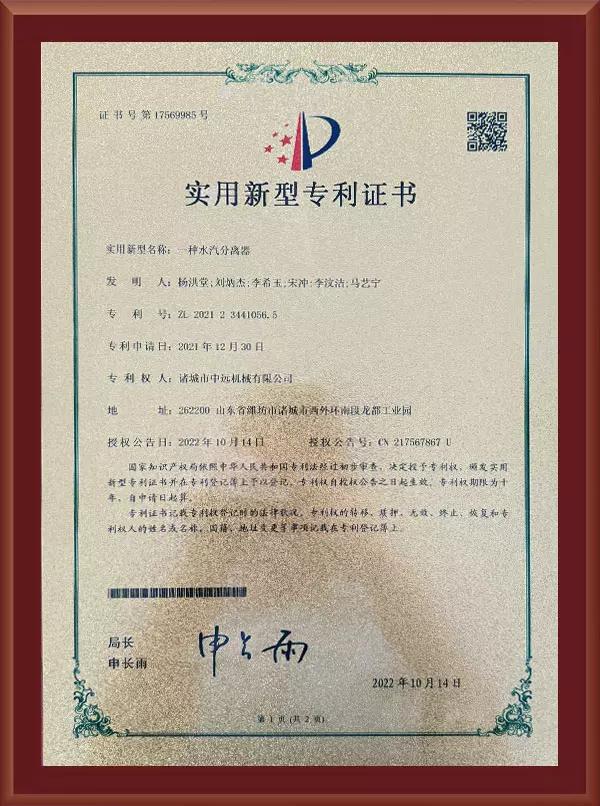 证书号第17569985号
实用新型专利证书
实用新型名称：一种水汽分离器
发 明 人：杨洪堂;刘炳杰;李希玉;宋冲;李汶洁;马艺宁
专 利 号：ZL 2021 2 3441056.5
专利申请日：2021年12月30日
专 利 权 人：诸城市中远机械有限公司
地 址：262200 山东省潍坊市诸城市西外环南段龙都工业园
授权公告日：2022年10月14日 授权公告号：CN 217567867 U
国家知识产权局依照中华人民共和国专利法经过初步审查，决定授予专利权，颁发实用
新型专利证书并在专利登记簿上予以登记，专利权自授权公告之日起生效。专利权期限为十
年，自申请日起算。
专利证书记载专利权登记时的法律状况。专利权的转移、质押、无效、终止、恢复和专
利权人的姓名或名称、国籍、地址变更等事项记载在专利登记簿上。
局长
申长雨
申长雨
2022年10月14日
第 1 页 (共 2 页)